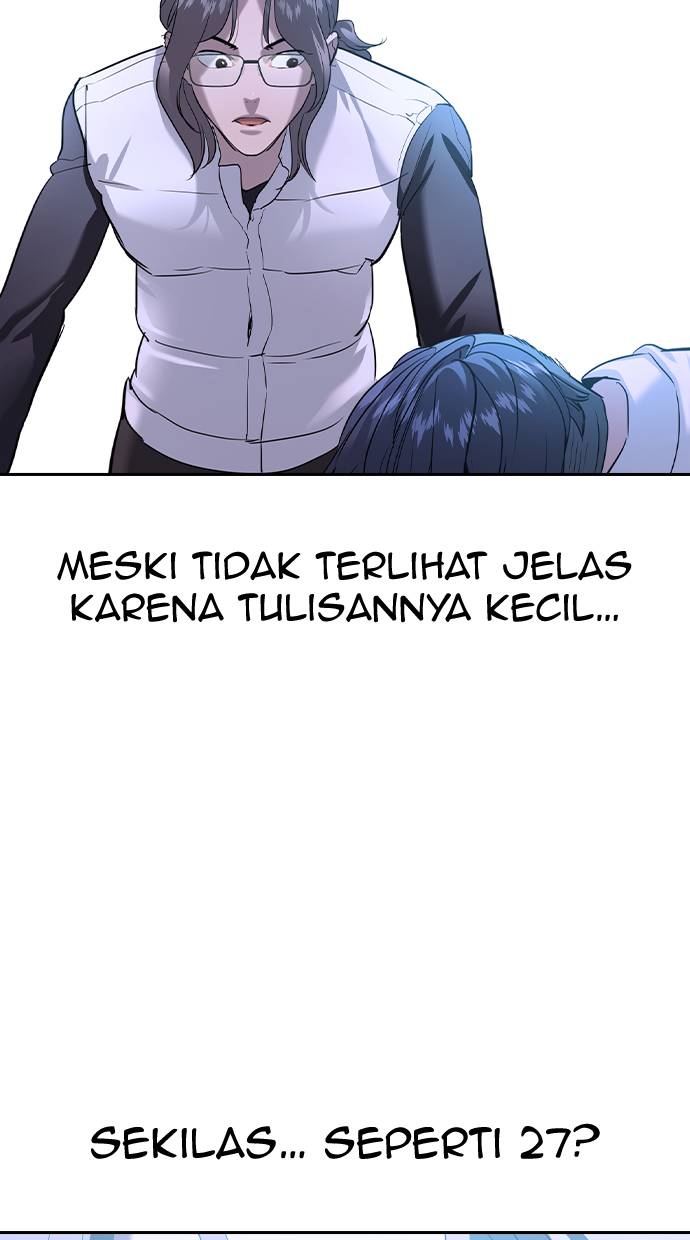 MESKI TIDAK TERLIHAT JELAS
KARENA TULISANNYA KECIL...
SEKILAS... SEPERTI 27?